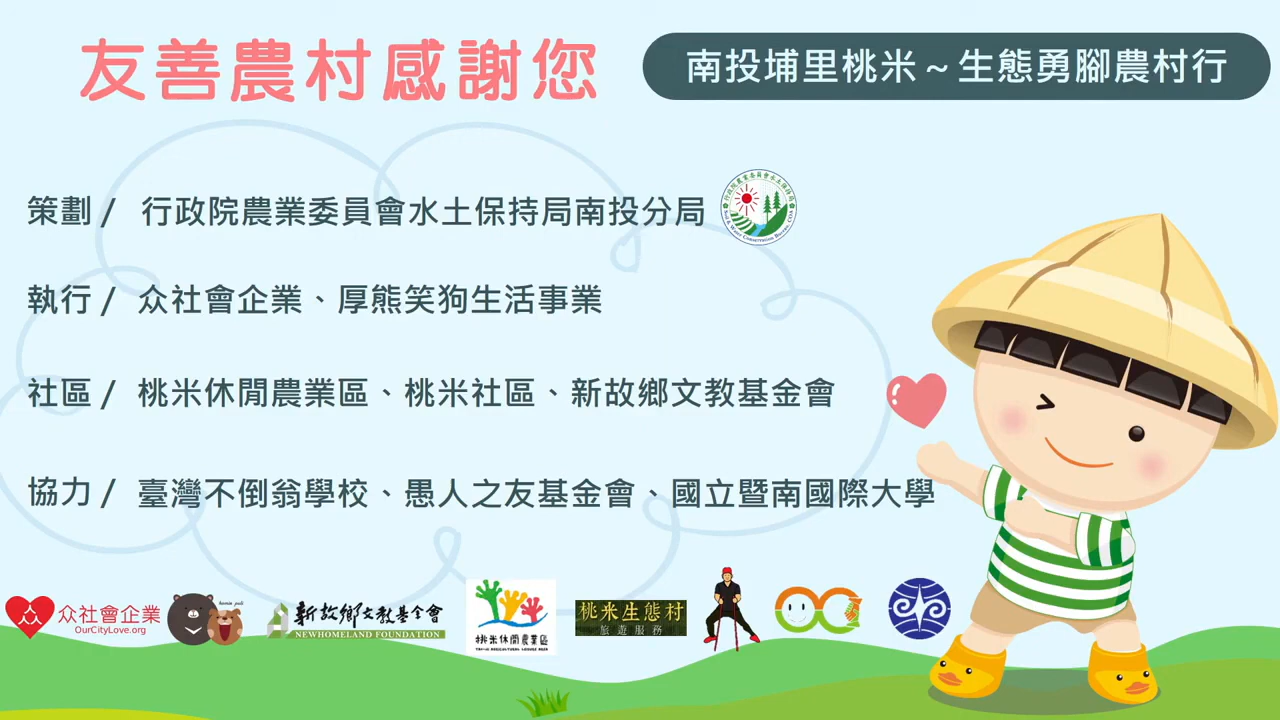 友善農村感謝您
南投埔里桃米～生態勇腳農村行
策劃 / 行政院農業委員會水土保持局南投分局
執行 / 众社會企業、厚熊笑狗生活事業
社區 / 桃米休閒農業區、桃米社區、新故鄉文教基金會
協力 / 臺灣不倒翁學校、愚人之友基金會、國立暨南國際大學
众社會企業
OurCityLove.org
新故鄉文教基金會
NEWHOMELAND FOUNDATION
桃米休閒農業區
桃米生態村
旅遊服務